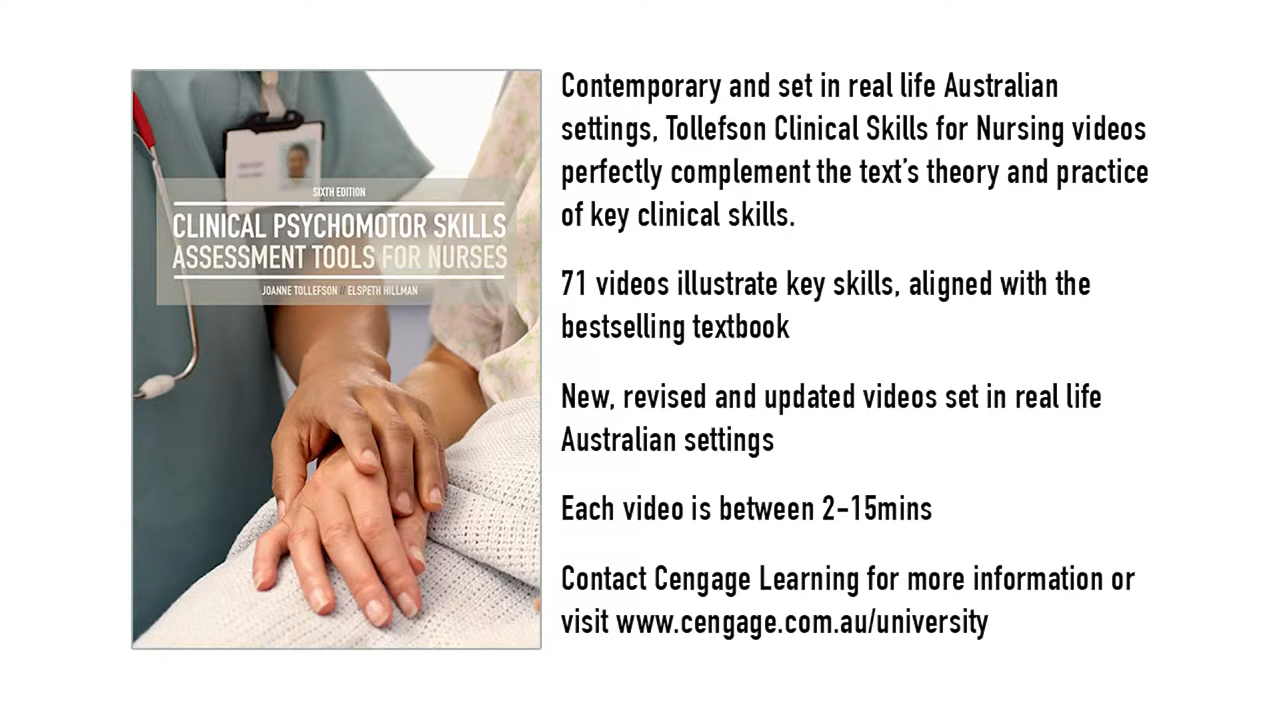 SIXTH EDITION
CLINICAL PSYCHOMOTOR SKILLS
ASSESSMENT TOOLS FOR NURSES
JOANNE TOLLEFSON // ELSPETH HILLMAN
Contemporary and set in real life Australian
settings, Tollefson Clinical Skills for Nursing videos
perfectly complement the text's theory and practice
of key clinical skills.
71 videos illustrate key skills, aligned with the
bestselling textbook
New, revised and updated videos set in real life
Australian settings
Each video is between 2-15mins
Contact Cengage Learning for more information or
visit www.cengage.com.au/university